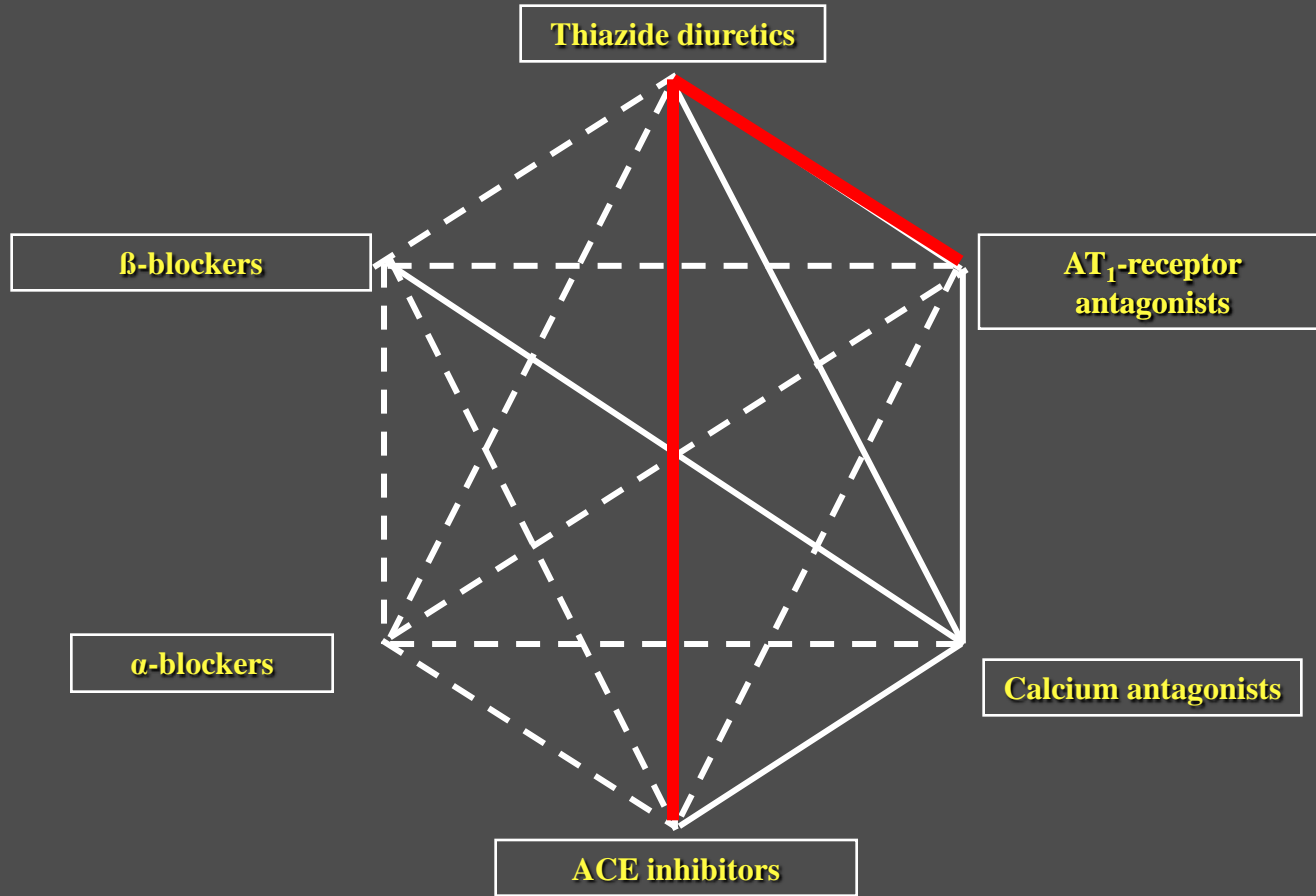 Thiazide diuretics
ß-blockers
AT₁-receptor
antagonists
α-blockers
Calcium antagonists
ACE inhibitors